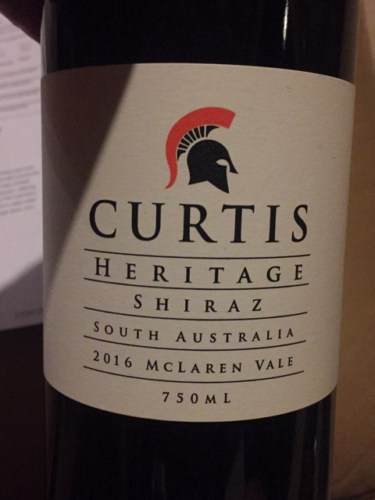 CURTIS
HERITAGE
SHIRAZ
SOUTH AUSTRALIA
2016 MCLAREN VALE
750ML